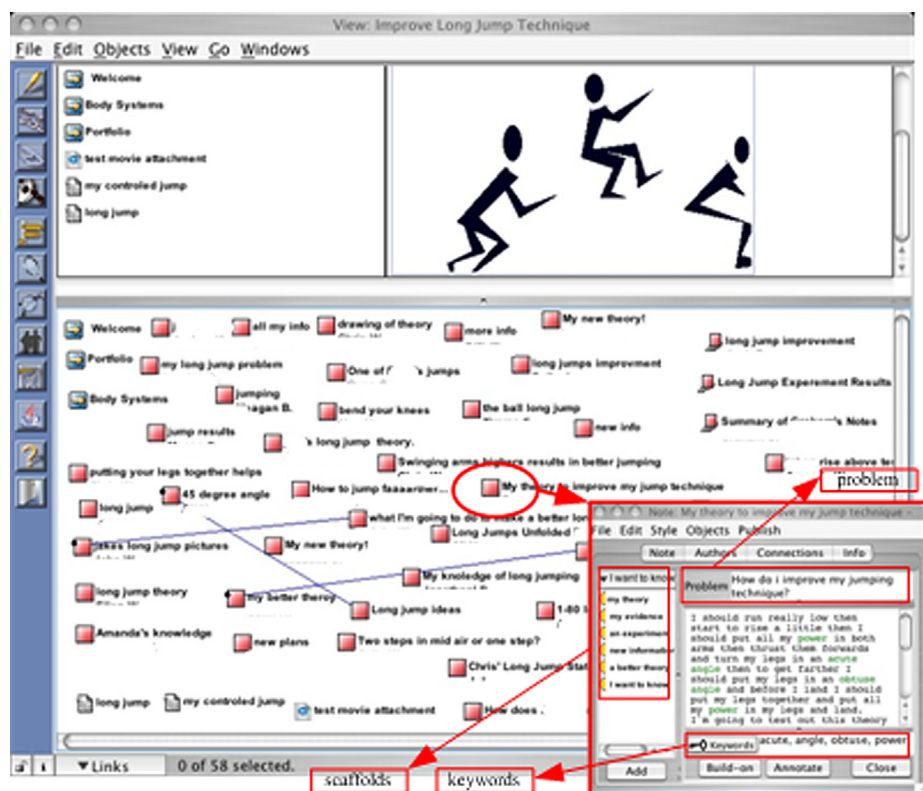 View: Improve Long Jump Technique
File Edit Objects View Go Windows
Welcome
Body Systems
Portfolio
test movie attachment
my controled jump
long jump
Welcome
all my info
drawing of theory
more info
My new theory!
long jump improvement
Portfolio
my long jump problem
One of
's jumps
long jumps improvment
Long Jump Experement Results
Body Systems
jumping
bend your knees
the ball long jump
new info
Summary of
Notes
jump results
's long jump theory.
putting your legs together helps
Swinging arms highers results in better jumping
rise above
45 degree angle
How to jump faaaarower...
My theory to improve my jump technique
problem
long jump
what I'm going to do to make a better
Long Jumps Unfolded
long jump pictures
My new theory!
My knoledge of long jumping
long jump theory
my better theroy
Long jump ideas
1-80
Amanda's knowledge
new plans
Two steps in mid air or one step?
Chris' Long Jump
long jump
my controled jump
test movie attachment
How does
Links
0 of 58 selected.
scaffolds
keywords
Note: My theory to improve my jump technique
File Edit Style Objects Publish
Note Authors Connections Info
I want to know
my theory
my evidence
an experiment
new information
a better theory
I want to know
Add
Problem
How do i improve my jumping
technique?
I should run really low then
start to rise a little then I
should put all my power in both
arms then thrust them forwards
and turn my legs in an acute
angle then to get farther I
should put my legs in an obtuse
angle and before I land I should
put my legs together and put all
my power in my legs and land.
I'm going to test out this theory
Keywords
acute, angle, obtuse, power
Build-on Annotate Close